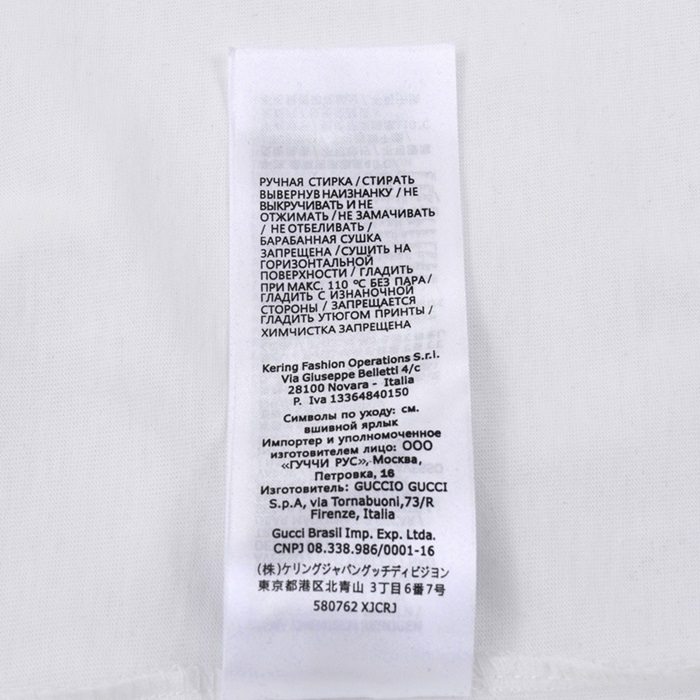 РУЧНАЯ СТИРКА / СТИРАТЬ
ВЫВЕРНУВ НАИЗНАНКУ / НЕ
ВЫКРУЧИВАТЬ И НЕ
ОТЖИМАТЬ / НЕ ЗАМАЧИВАТЬ
/ НЕ ОТБЕЛИВАТЬ /
БАРАБАННАЯ СУШКА
ЗАПРЕЩЕНА / СУШИТЬ НА
ГОРИЗОНТАЛЬНОЙ
ПОВЕРХНОСТИ / ГЛАДИТЬ
ПРИ МАКС. 110 ºC БЕЗ ПАРА/
ГЛАДИТЬ С ИЗНАНОЧНОЙ
СТОРОНЫ / ЗАПРЕЩАЕТСЯ
ГЛАДИТЬ УТЮГОМ ПРИНТЫ /
ХИМЧИСТКА ЗАПРЕЩЕНА
Kering Fashion Operations S.r.l.
Via Giuseppe Belletti 4/c
28100 Novara - Italia
P. Iva 13364840150
Символы по уходу: см.
вшивной ярлык
Импортер и уполномоченное
изготовителем лицо: ООО
«ГУЧЧИ РУС», Москва,
Петровка, 16
Изготовитель: GUCCIO GUCCI
S.p.A, via Tornabuoni,73/R
Firenze, Italia
Gucci Brasil Imp. Exp. Ltda.
CNPJ 08.338.986/0001-16
(株)ケリングジャパングッチディビジョン
東京都港区北青山 3丁目6番7号
580762 XJCRJ